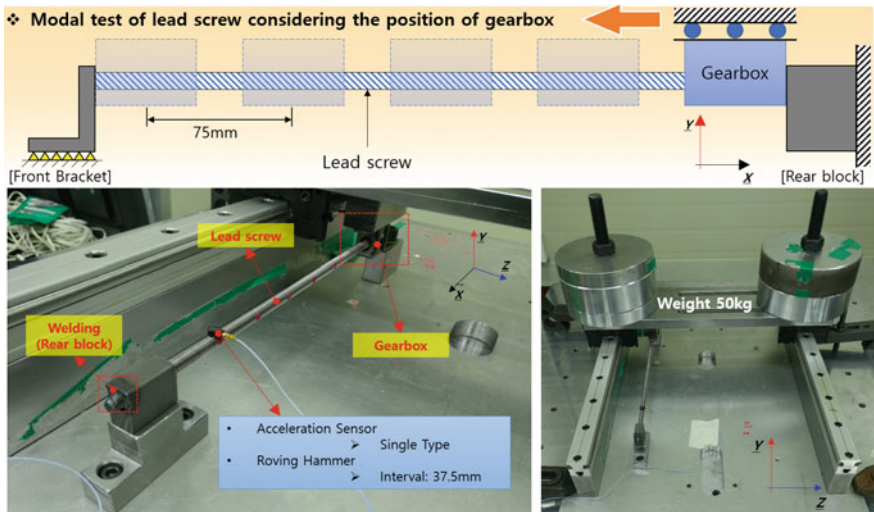 ❖ Modal test of lead screw considering the position of gearbox
Gearbox
75mm
Lead screw
Y
X
[Front Bracket]
[Rear block]
Lead screw
Y
Z
X
Welding
(Rear block)
Gearbox
• Acceleration Sensor
➢ Single Type
• Roving Hammer
➢ Interval: 37.5mm
Weight 50kg
Y
Z